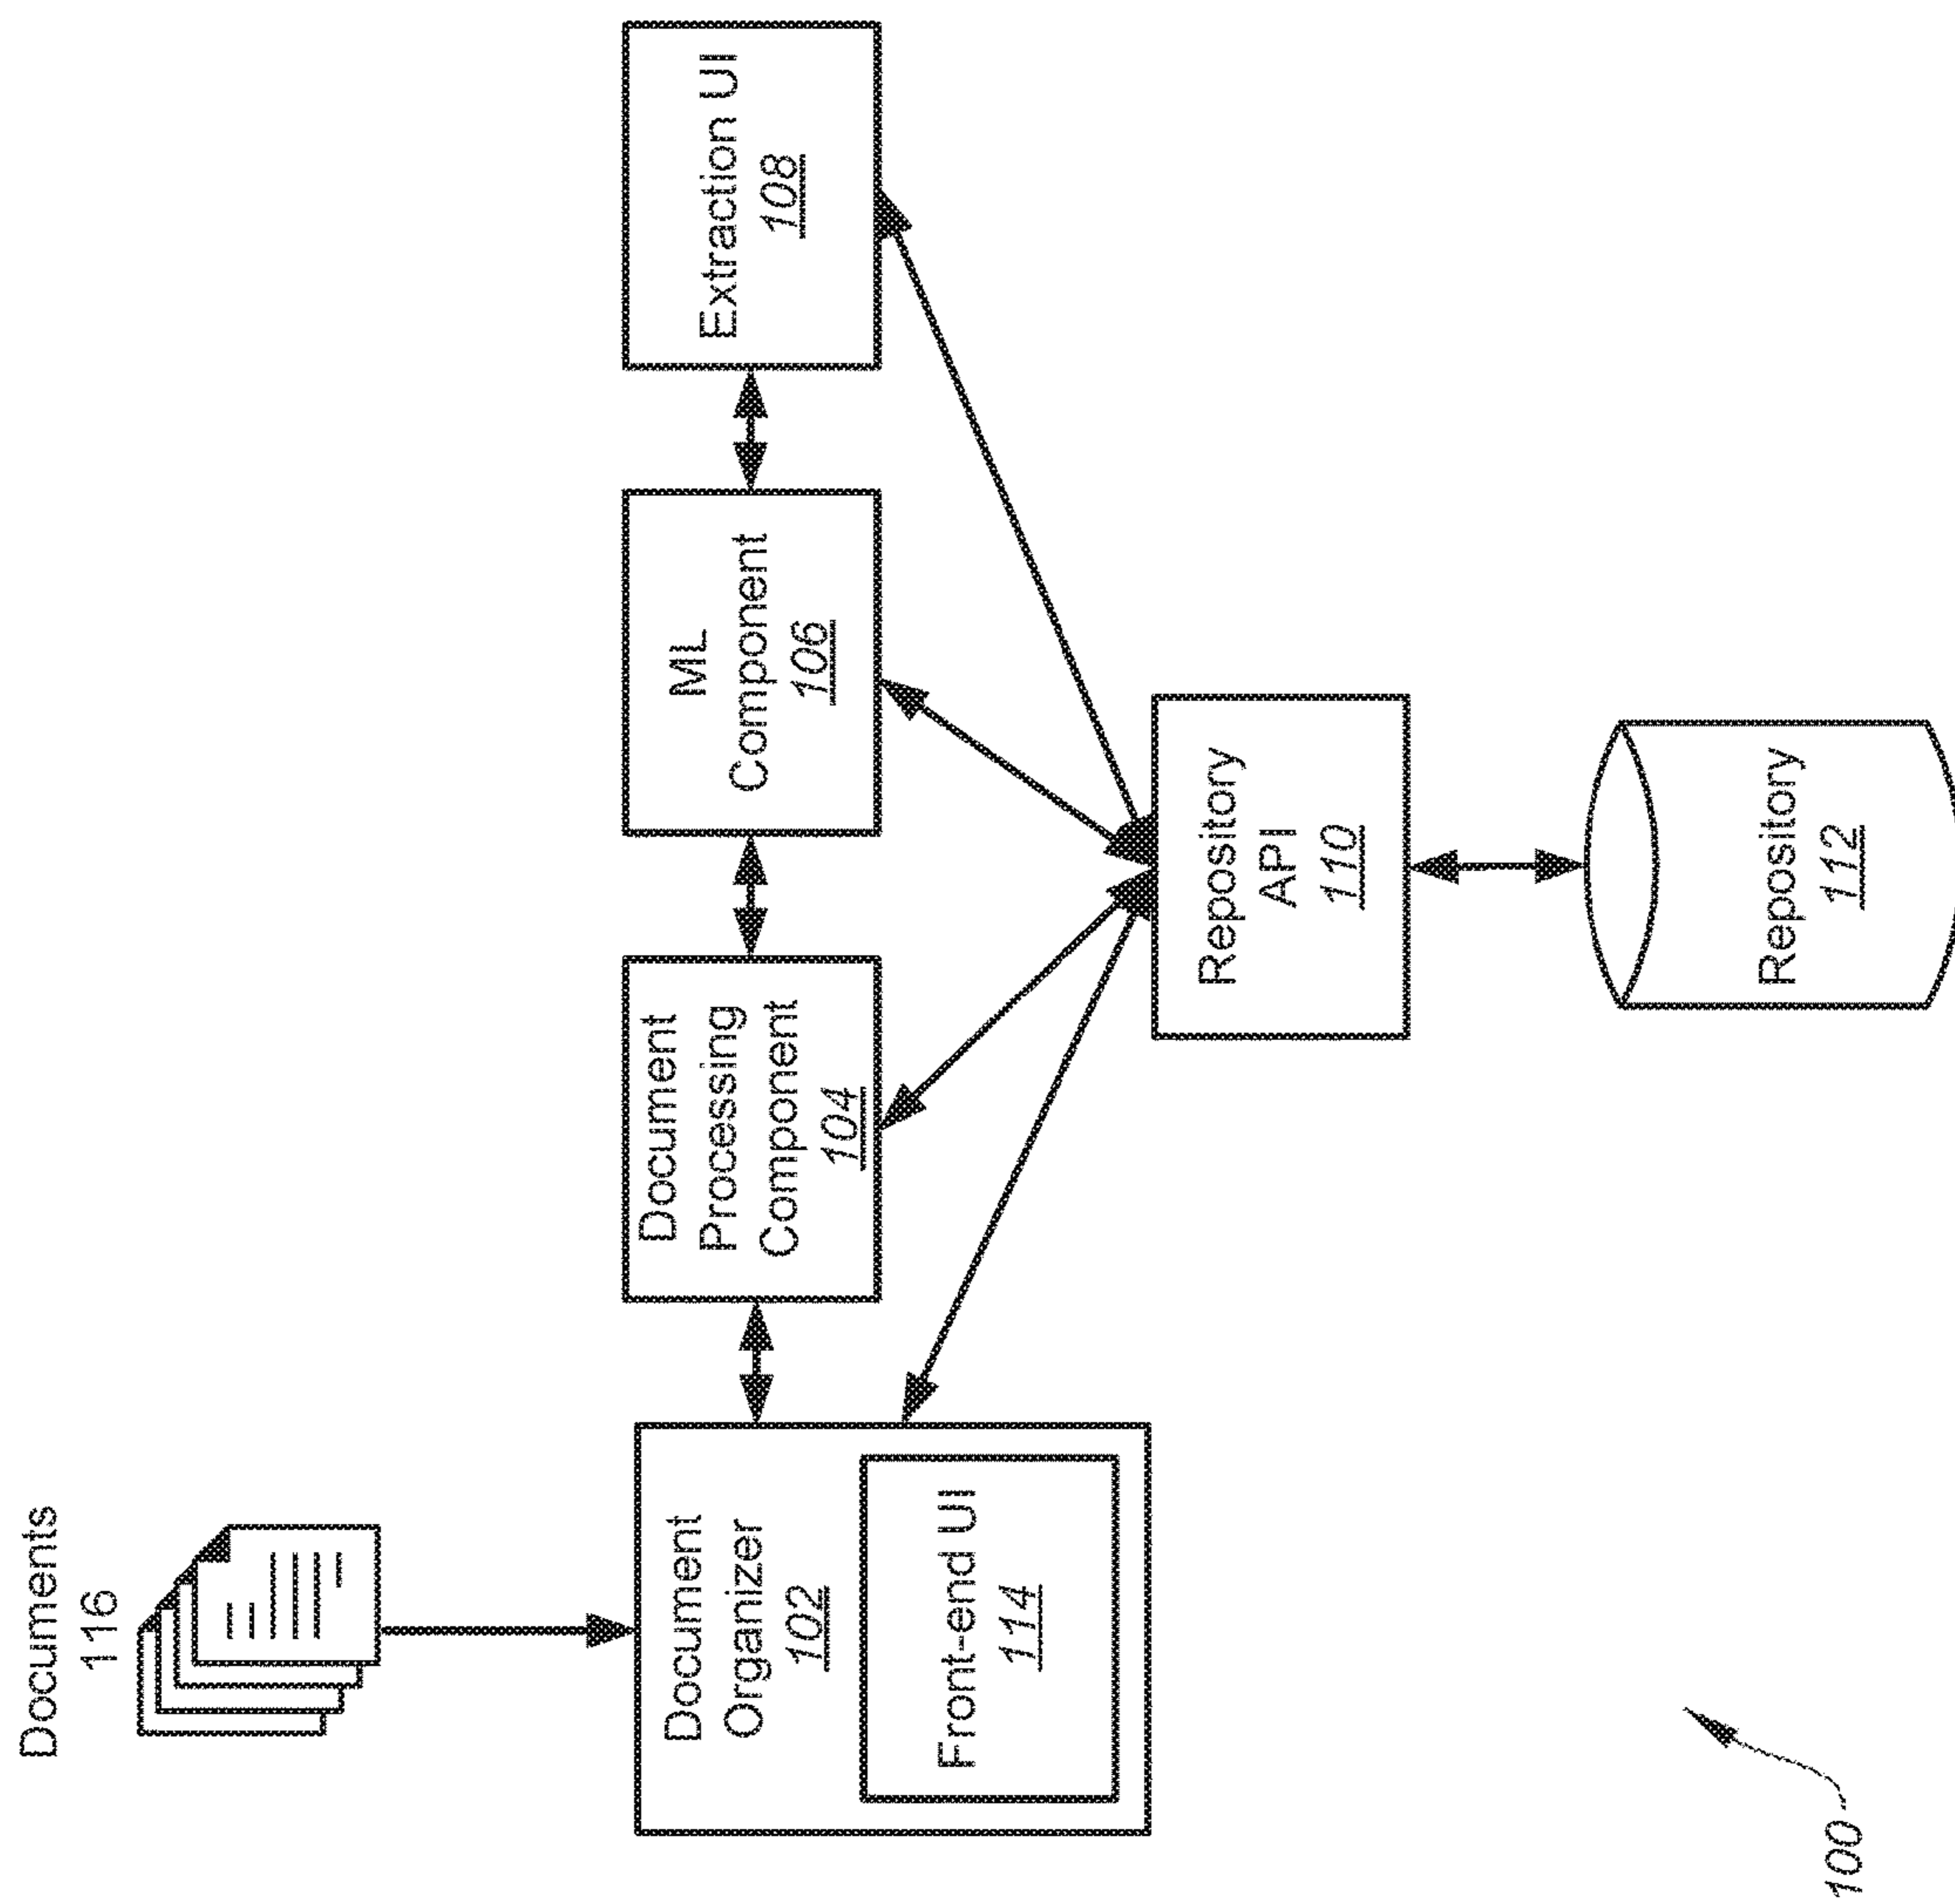 Documents
116
Document
Organizer
102
Front-end UI
114
Document
Processing
Component
104
ML
Component
106
Extraction UI
108
Repository
API
110
Repository
112
100